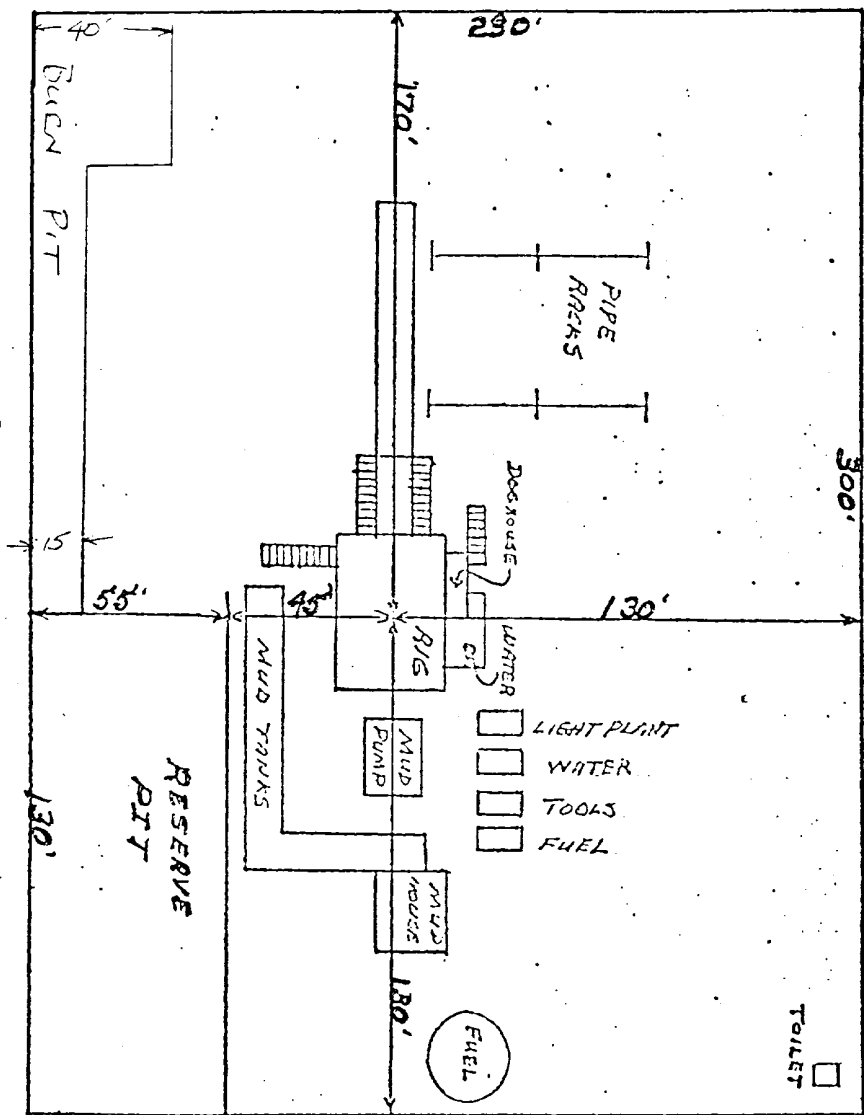 40'
230'
BUEN PIT
170'
PIPE
RACKS
300'
DOGHOUSE
15
55'
45'
130'
RIG
WATER
MUD TANKS
MUD
PUMP
LIGHT PLANT
WATER
TOOLS
FUEL
RESERVE
PIT
130'
MUD
HOUSE
130'
FUEL
TOILET